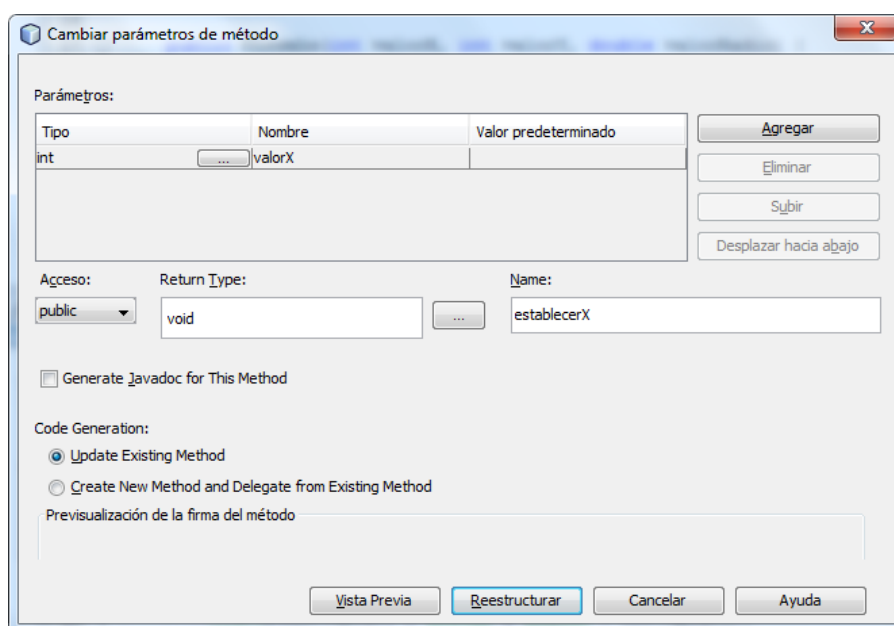 Cambiar parámetros de método
Parámetros:
Tipo Nombre Valor predeterminado
int ... valorX
Agregar
Eliminar
Subir
Desplazar hacia abajo
Acceso: Return Type: Name:
public void ... establecerX
Generate Javadoc for This Method
Code Generation:
Update Existing Method
Create New Method and Delegate from Existing Method
Previsualización de la firma del método
Vista Previa Reestructurar Cancelar Ayuda